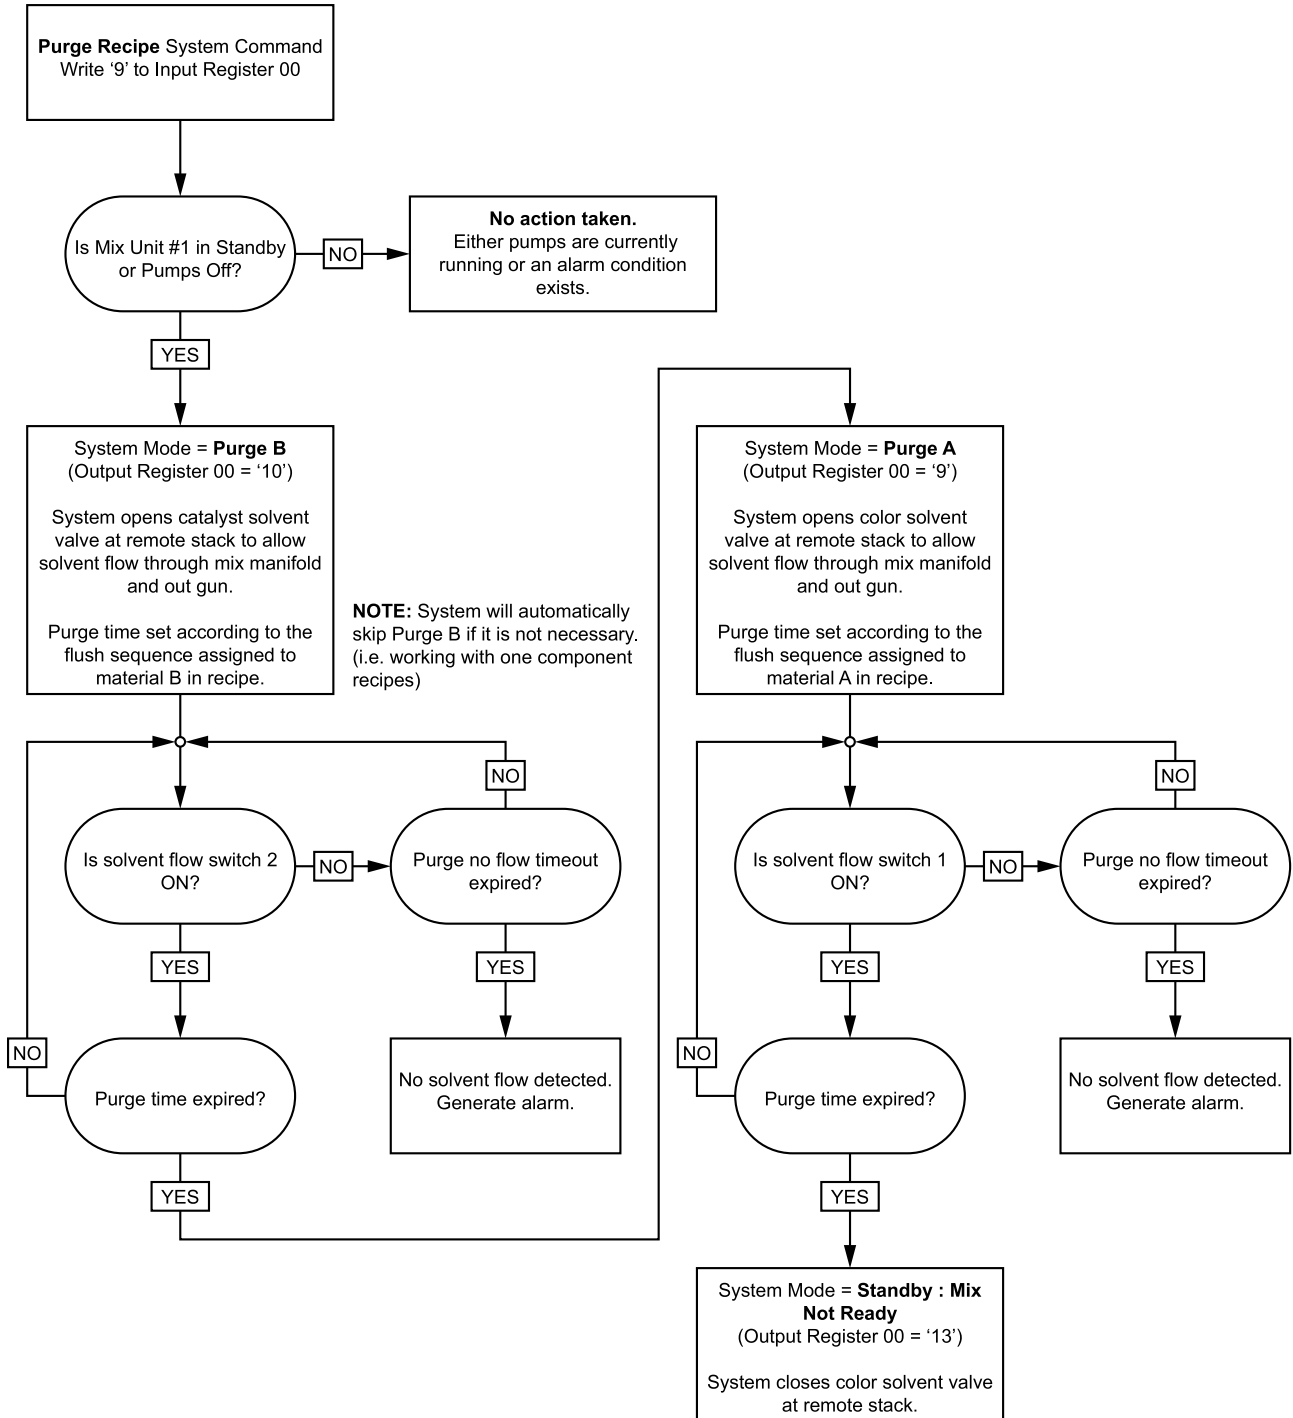 Purge Recipe System Command
Write ‘9’ to Input Register 00
Is Mix Unit #1 in Standby
or Pumps Off?
NO
No action taken.
Either pumps are currently
running or an alarm condition
exists.
YES
System Mode = Purge B
(Output Register 00 = ‘10’)
System opens catalyst solvent
valve at remote stack to allow
solvent flow through mix manifold
and out gun.
Purge time set according to the
flush sequence assigned to
material B in recipe.
NOTE: System will automatically
skip Purge B if it is not necessary.
(i.e. working with one component
recipes)
Is solvent flow switch 2
ON?
NO
Purge no flow timeout
expired?
NO
YES
YES
No solvent flow detected.
Generate alarm.
Purge time expired?
NO
YES
System Mode = Purge A
(Output Register 00 = ‘9’)
System opens color solvent
valve at remote stack to allow
solvent flow through mix manifold
and out gun.
Purge time set according to the
flush sequence assigned to
material A in recipe.
Is solvent flow switch 1
ON?
NO
Purge no flow timeout
expired?
NO
YES
YES
No solvent flow detected.
Generate alarm.
Purge time expired?
NO
YES
System Mode = Standby : Mix
Not Ready
(Output Register 00 = ‘13’)
System closes color solvent valve
at remote stack.